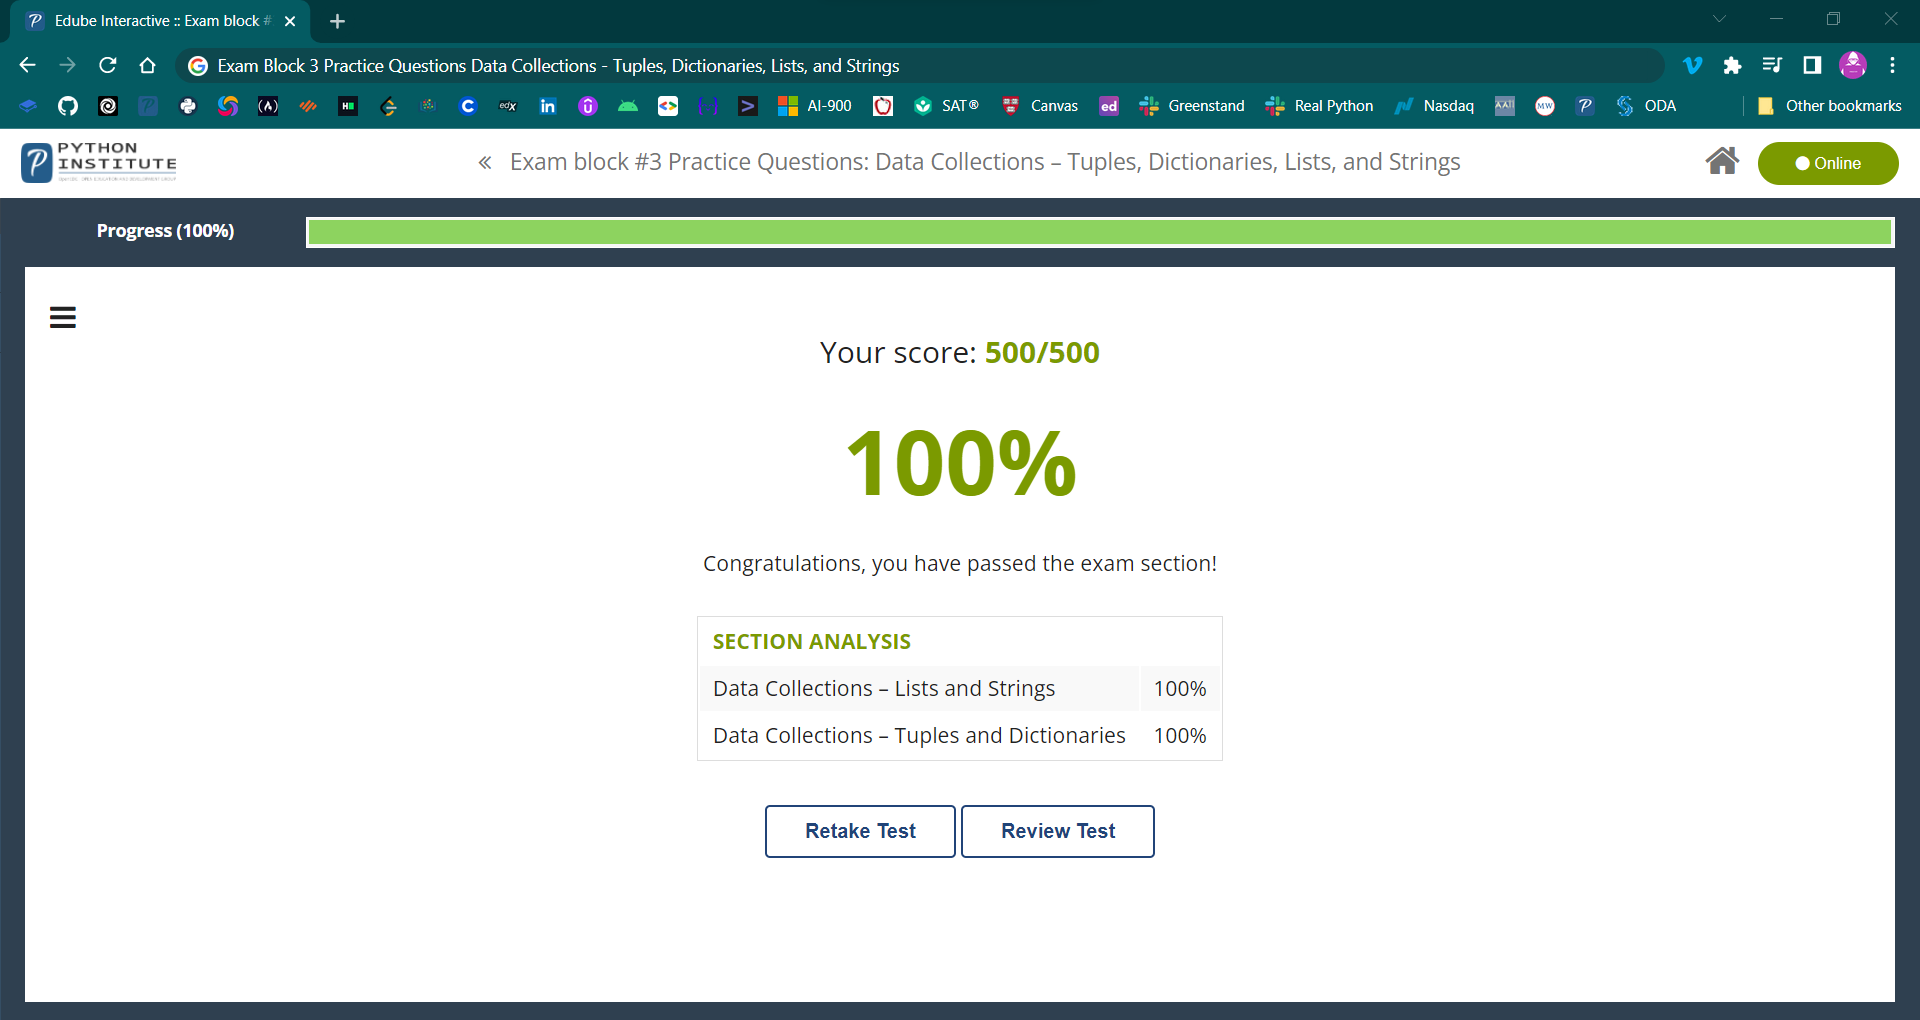 Edube Interactive :: Exam block #
Exam Block 3 Practice Questions Data Collections - Tuples, Dictionaries, Lists, and Strings
edX
AI-900
SAT®
Canvas
ed
Greenstand
Real Python
Nasdaq
MW
ODA
Other bookmarks
PYTHON
INSTITUTE
« Exam block #3 Practice Questions: Data Collections – Tuples, Dictionaries, Lists, and Strings
Online
Progress (100%)
Your score: 500/500
100%
Congratulations, you have passed the exam section!
SECTION ANALYSIS
Data Collections – Lists and Strings 100%
Data Collections – Tuples and Dictionaries 100%
Retake Test Review Test